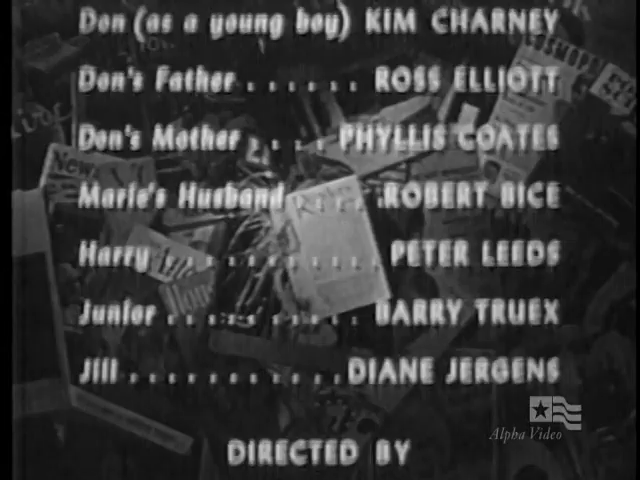 Don (as a young boy) KIM CHARNEY
Don's Father ...... ROSS ELLIOTT
Don's Mother .... PHYLLIS COATES
Marie's Husband ....ROBERT BICE
Harry ............ PETER LEEDS
Junior .......... BARRY TRUEX
Jill ...........DIANE JERGENS
DIRECTED BY
Alpha Video